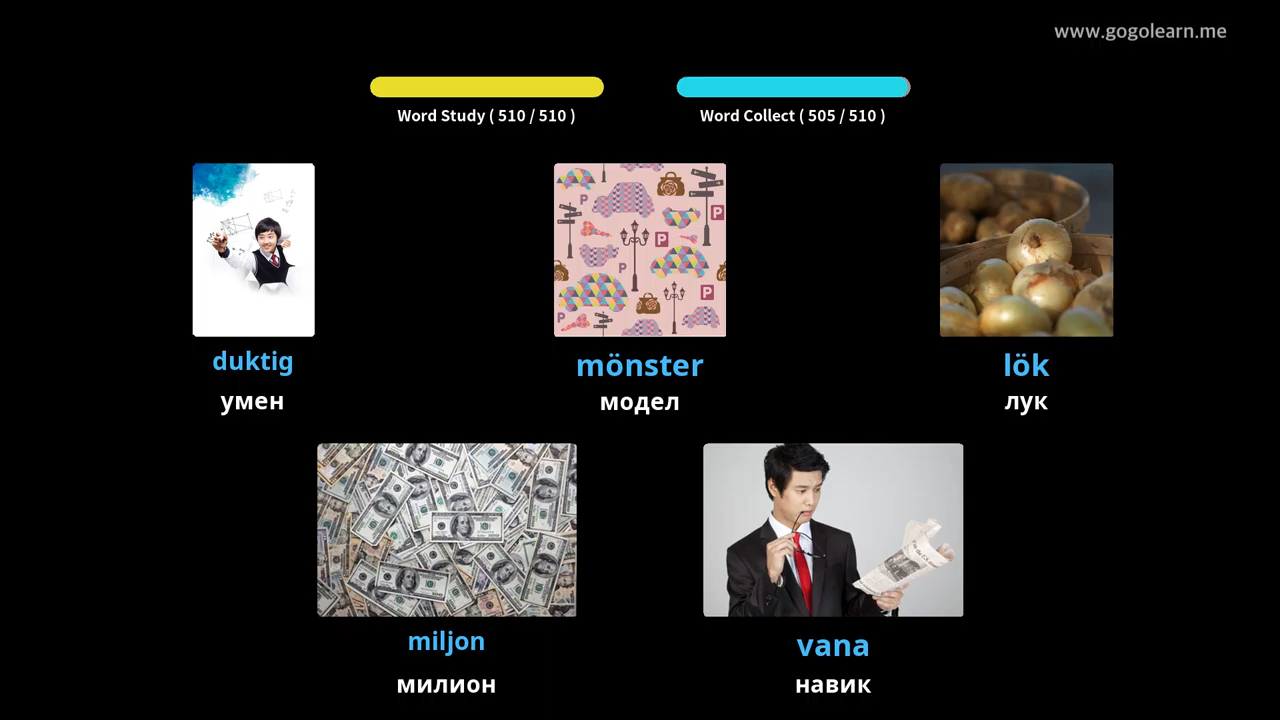 www.gogolearn.me
Word Study ( 510 / 510 )
Word Collect ( 505 / 510 )
duktig
умен
mönster
модел
lök
лук
miljon
милион
vana
навик